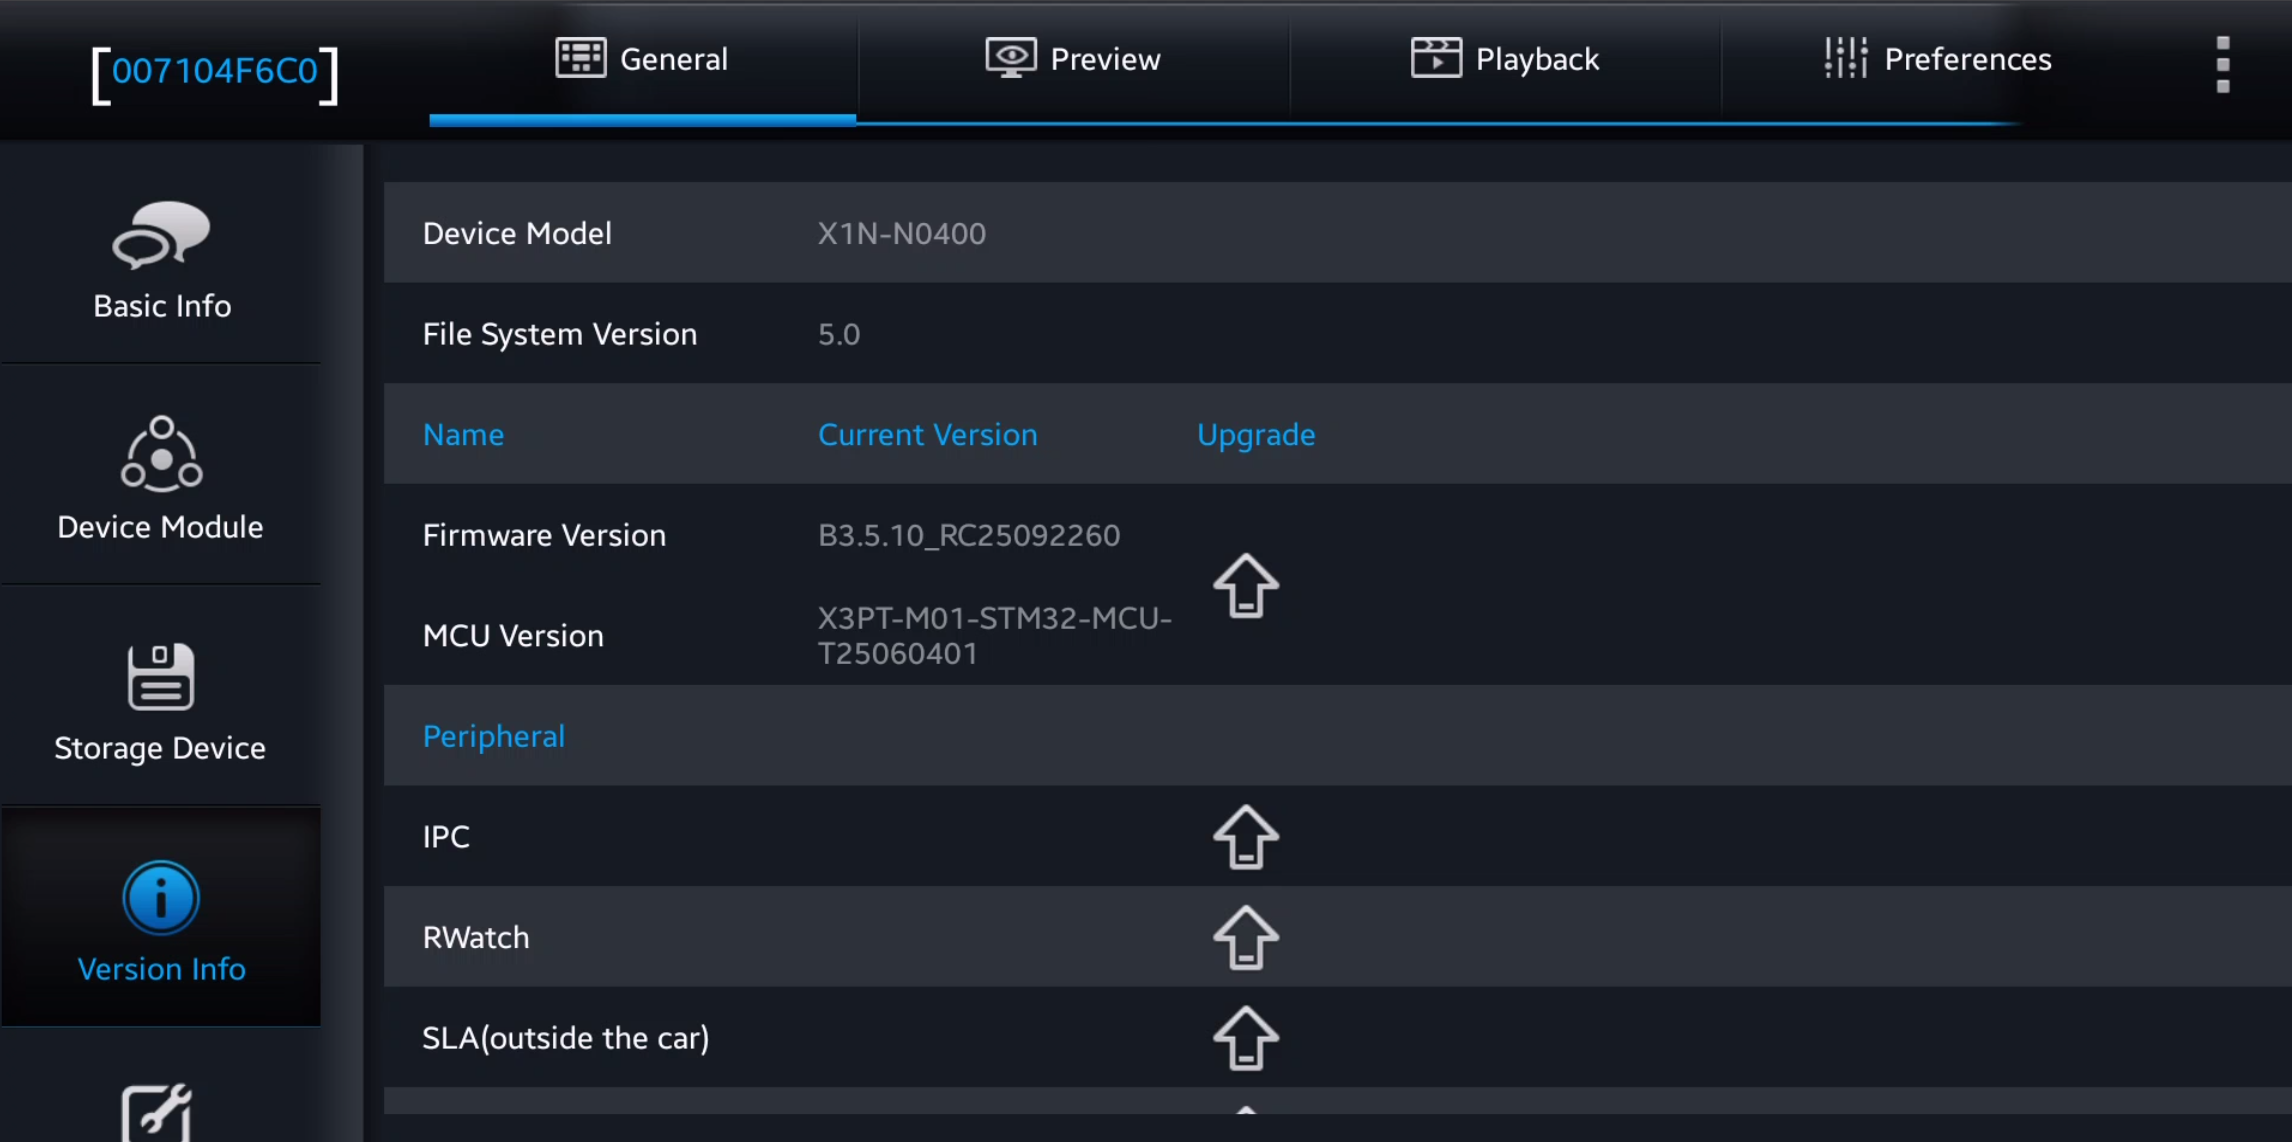 [007104F6C0]
General
Preview
Playback
Preferences
Basic Info
Device Module
Storage Device
Version Info
Device Model X1N-N0400
File System Version 5.0
Name Current Version Upgrade
Firmware Version B3.5.10_RC25092260
MCU Version X3PT-M01-STM32-MCU-
T25060401
Peripheral
IPC
RWatch
SLA(outside the car)